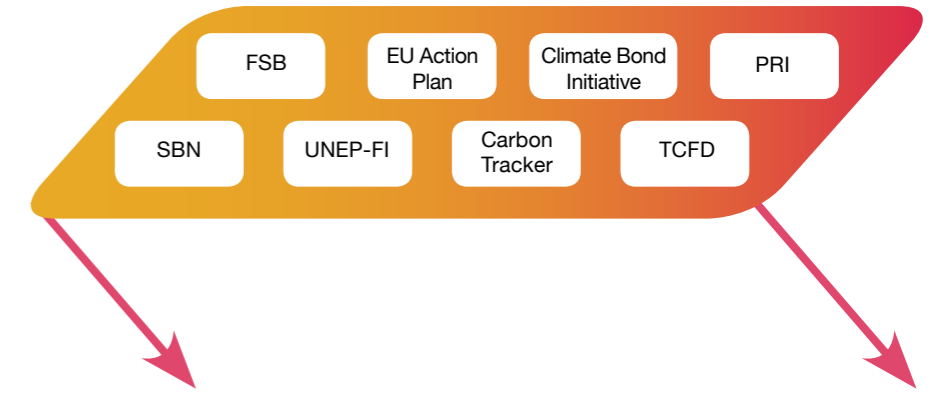 FSB
EU Action
Plan
Climate Bond
Initiative
PRI
SBN
UNEP-FI
Carbon
Tracker
TCFD